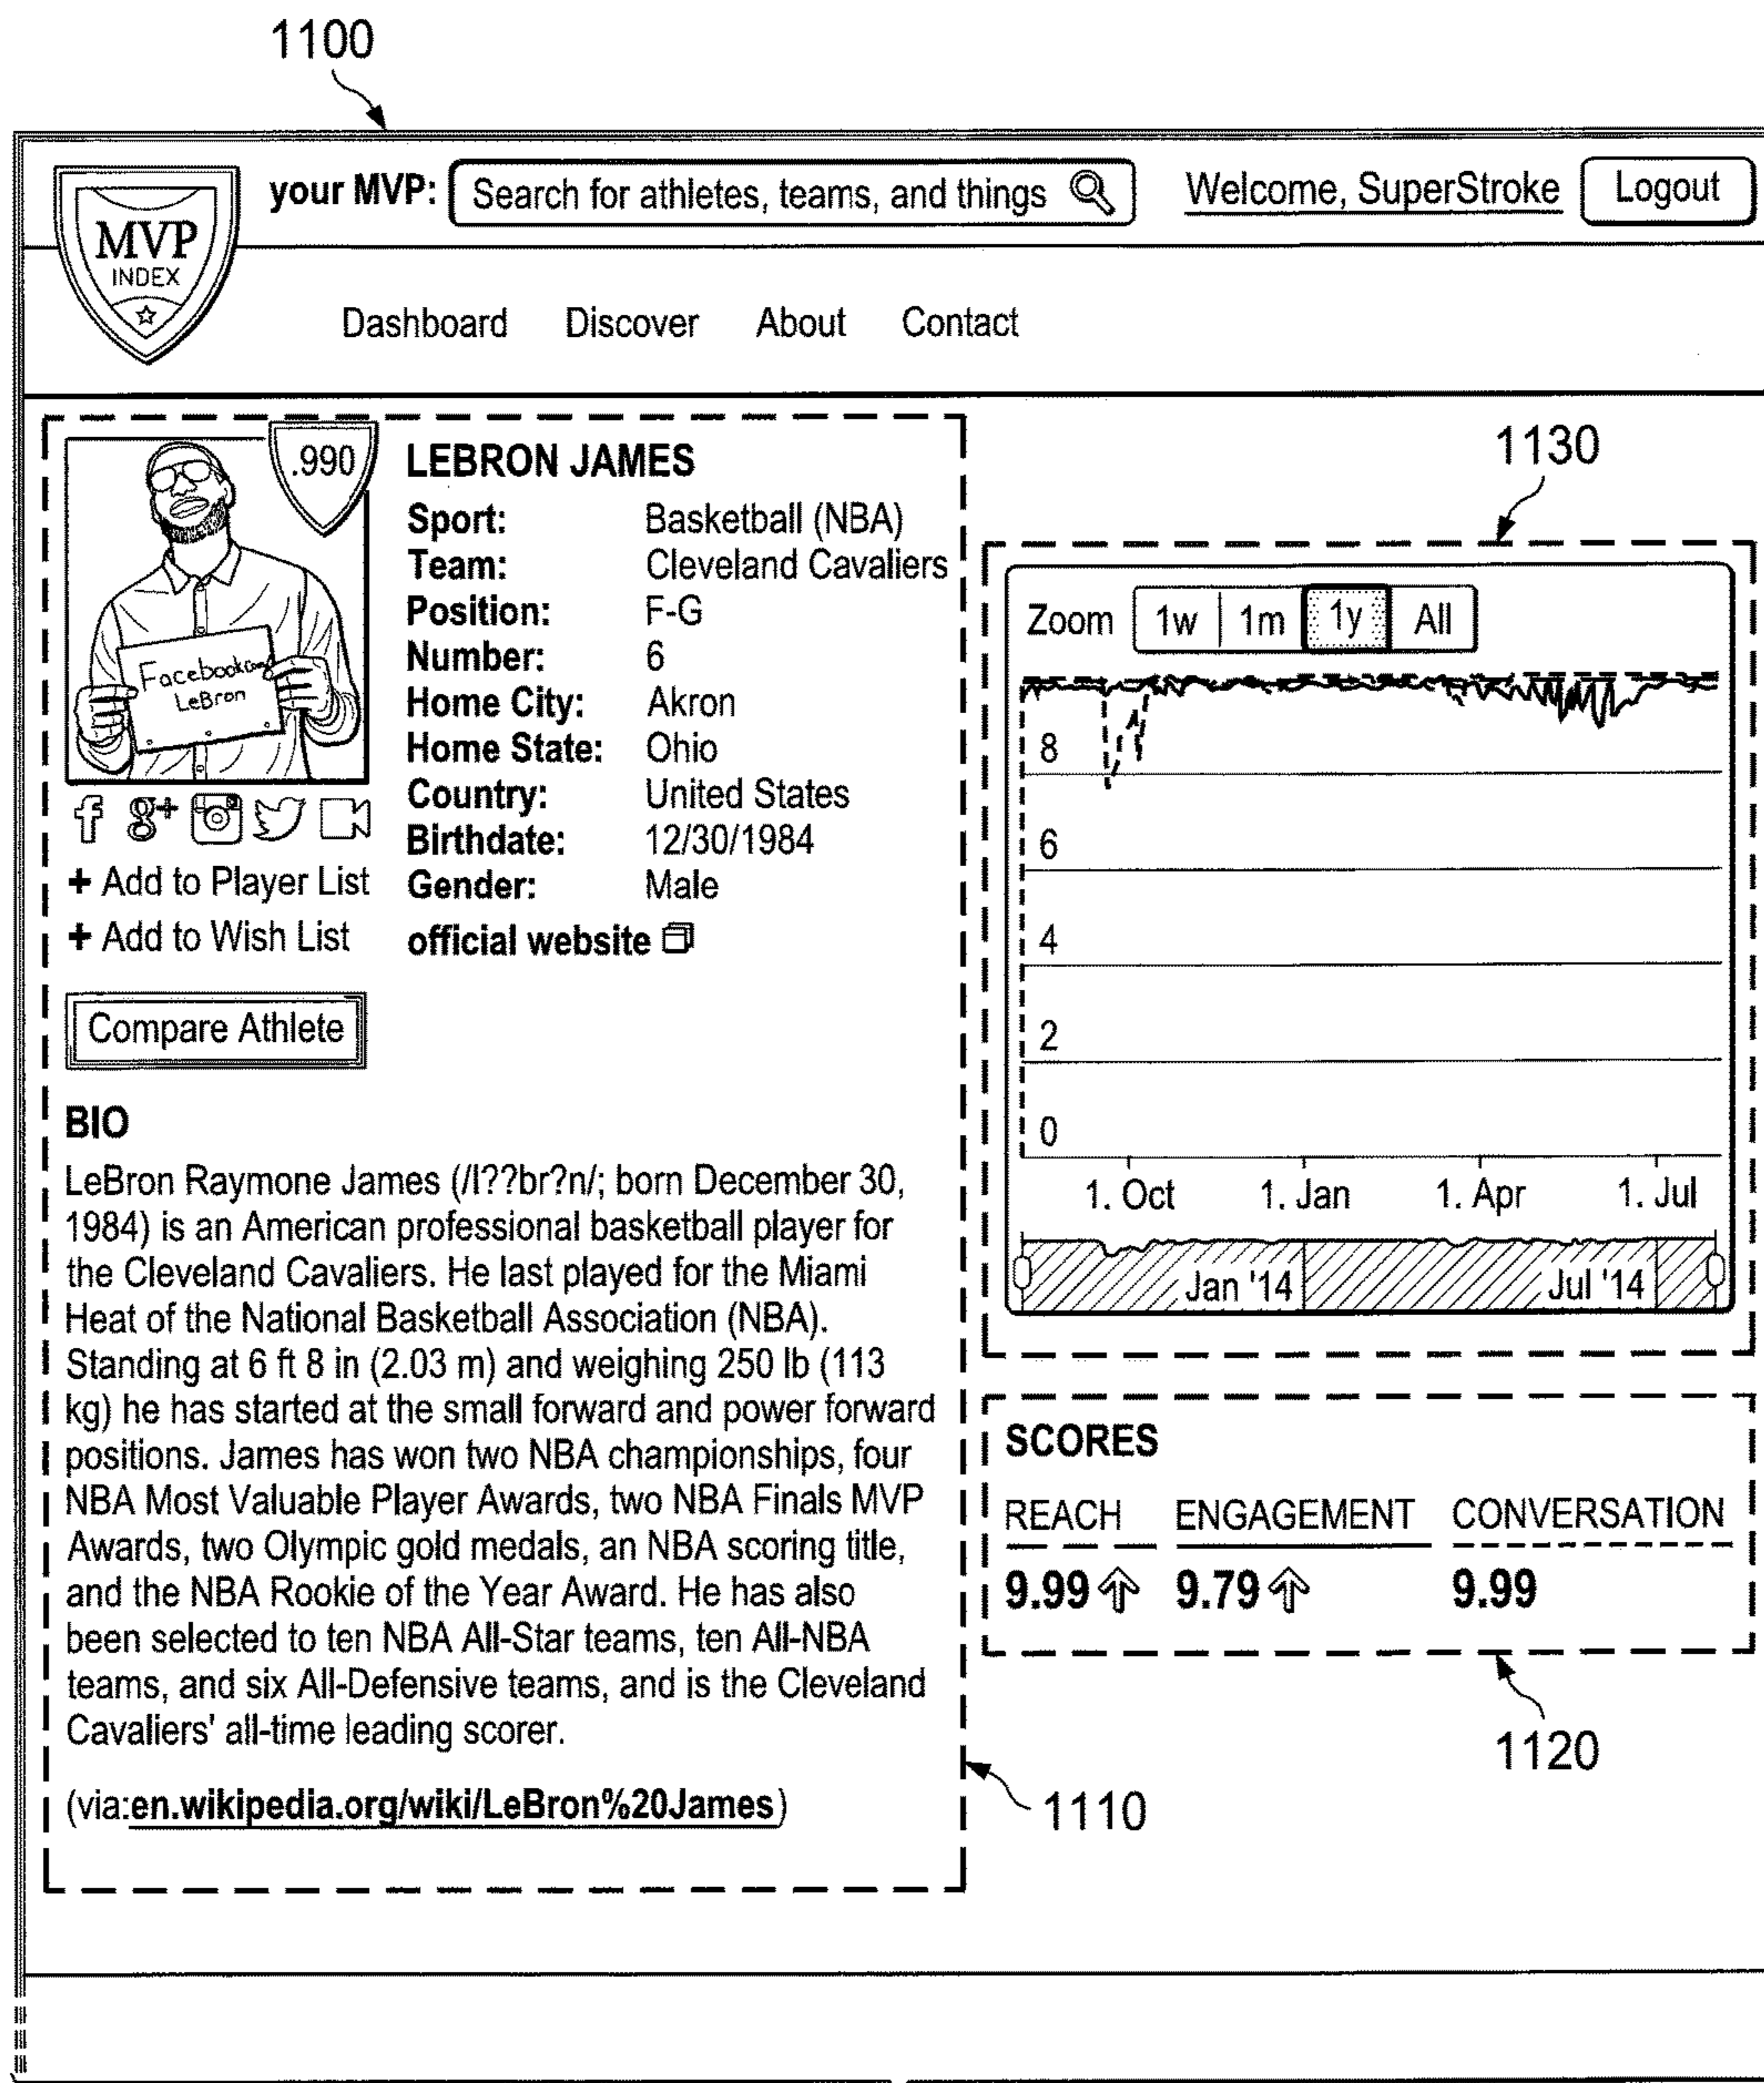 1100
your MVP: Search for athletes, teams, and things Welcome, SuperStroke Logout
MVP
INDEX
Dashboard Discover About Contact
.990
Facebook.com/
LeBron
LEBRON JAMES
Sport: Basketball (NBA)
Team: Cleveland Cavaliers
Position: F-G
Number: 6
Home City: Akron
Home State: Ohio
Country: United States
Birthdate: 12/30/1984
Gender: Male
official website
f g+
+ Add to Player List
+ Add to Wish List
Compare Athlete
BIO
LeBron Raymone James (/l??br?n/; born December 30,
1984) is an American professional basketball player for
the Cleveland Cavaliers. He last played for the Miami
Heat of the National Basketball Association (NBA).
Standing at 6 ft 8 in (2.03 m) and weighing 250 lb (113
kg) he has started at the small forward and power forward
positions. James has won two NBA championships, four
NBA Most Valuable Player Awards, two NBA Finals MVP
Awards, two Olympic gold medals, an NBA scoring title,
and the NBA Rookie of the Year Award. He has also
been selected to ten NBA All-Star teams, ten All-NBA
teams, and six All-Defensive teams, and is the Cleveland
Cavaliers' all-time leading scorer.
(via:en.wikipedia.org/wiki/LeBron%20James)
1110
1130
Zoom 1w 1m 1y All
8
6
4
2
0
1. Oct 1. Jan 1. Apr 1. Jul
Jan '14 Jul '14
SCORES
REACH ENGAGEMENT CONVERSATION
9.99 9.79 9.99
1120